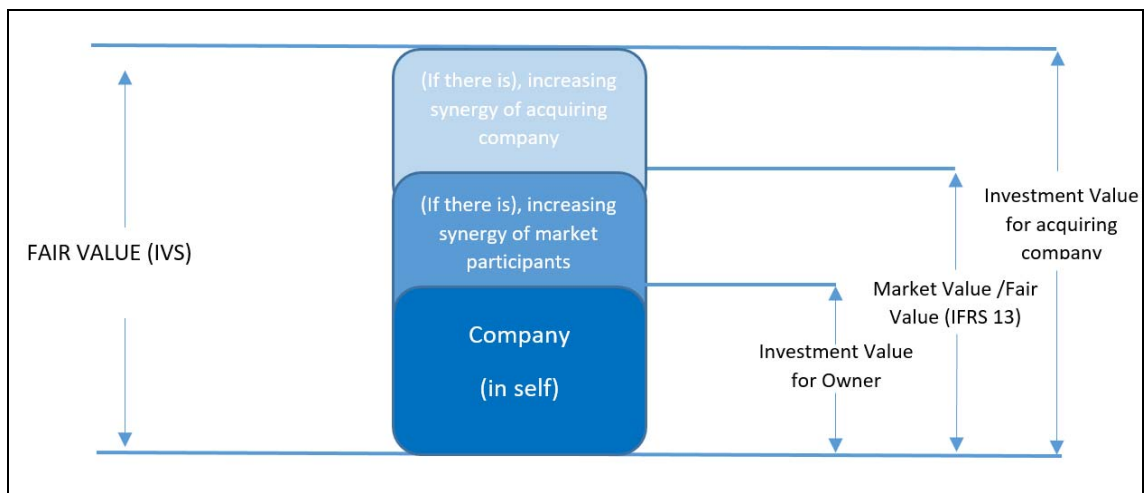 (If there is), increasing
synergy of acquiring
company
(If there is), increasing
synergy of market
participants
Company
(in self)
FAIR VALUE (IVS)
Investment Value
for Owner
Market Value /Fair
Value (IFRS 13)
Investment Value
for acquiring
company